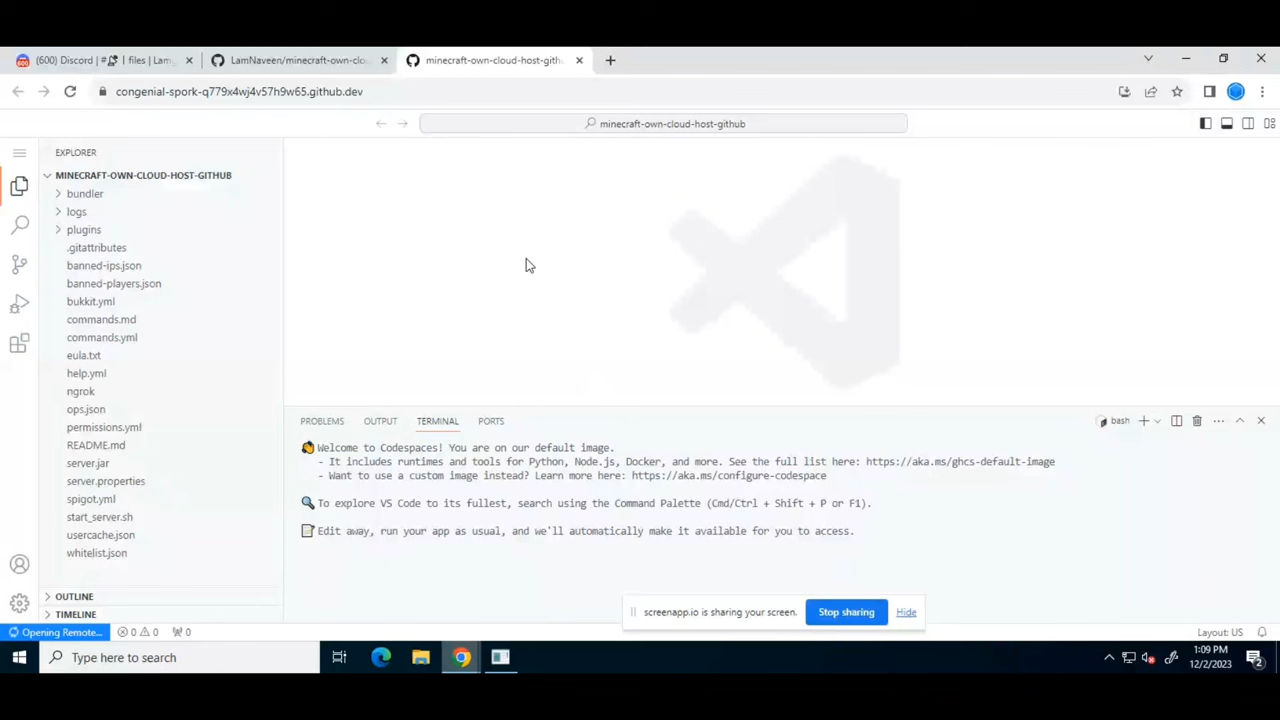 (600) Discord | # | files | Lam
LamNaveen/minecraft-own-clou
minecraft-own-cloud-host-gith
congenial-spork-q779x4wj4v57h9w65.github.dev
minecraft-own-cloud-host-github
EXPLORER
MINECRAFT-OWN-CLOUD-HOST-GITHUB
bundler
logs
plugins
.gitattributes
banned-ips.json
banned-players.json
bukkit.yml
commands.md
commands.yml
eula.txt
help.yml
ngrok
ops.json
permissions.yml
README.md
server.jar
server.properties
spigot.yml
start_server.sh
usercache.json
whitelist.json
OUTLINE
TIMELINE
PROBLEMS OUTPUT TERMINAL PORTS
bash
Welcome to Codespaces! You are on our default image.
- It includes runtimes and tools for Python, Node.js, Docker, and more. See the full list here: https://aka.ms/ghcs-default-image
- Want to use a custom image instead? Learn more here: https://aka.ms/configure-codespace
To explore VS Code to its fullest, search using the Command Palette (Cmd/Ctrl + Shift + P or F1).
Edit away, run your app as usual, and we'll automatically make it available for you to access.
screenapp.io is sharing your screen. Stop sharing Hide
Opening Remote... 0 0 0
Layout: US
Type here to search
1:09 PM
12/2/2023
2